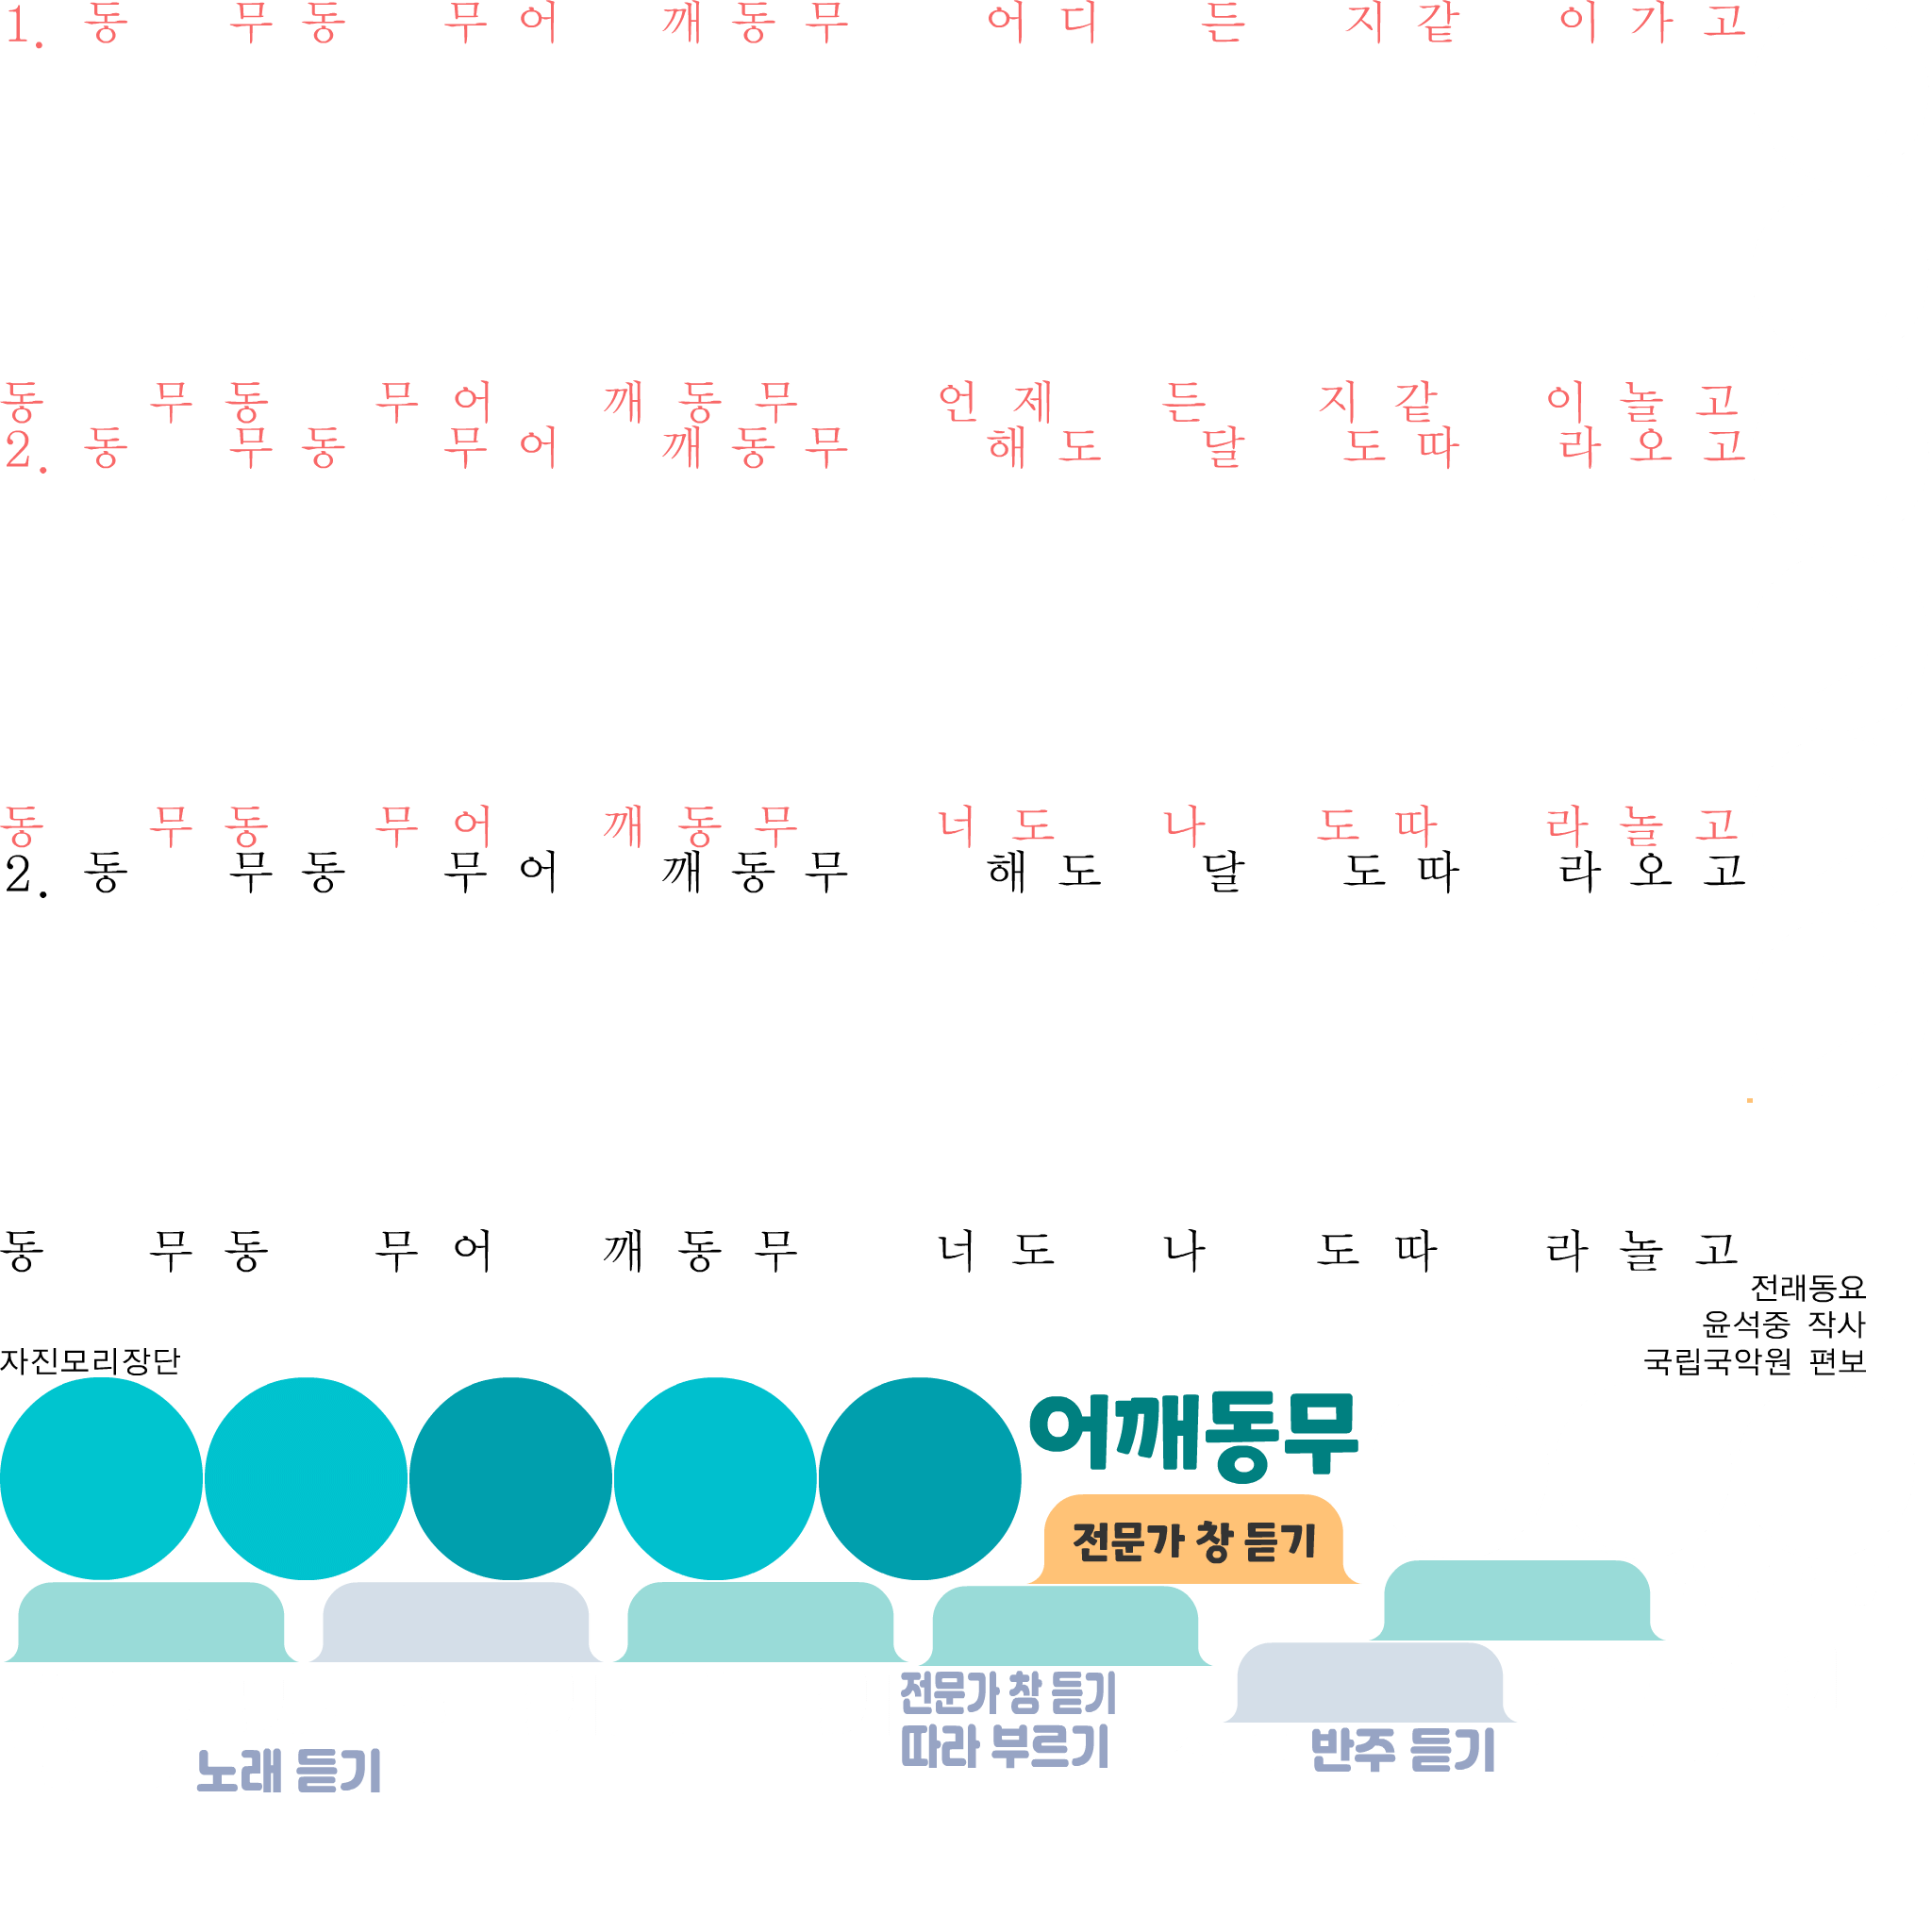 1. 동 무 동 무 어 깨 동 무 어 디 든 지 같 이 가 고
동 무 동 무 어 깨 동 무 언 제 든 지 같 이 놀 고
2. 동 무 동 무 어 깨 동 무 해 도 달 도 따 라 오 고
동 무 동 무 어 깨 동 무 너 도 나 도 따 라 놀 고
2. 동 무 동 무 어 깨 동 무 해 도 달 도 따 라 오 고
동 무 동 무 어 깨 동 무 너 도 나 도 따 라 놀 고
전래동요
윤석중 작사
국립국악원 편보
자진모리장단
어깨동무
전문가 창 듣기
전문가 창 듣기
따라 부르기
반주 듣기
노래 듣기